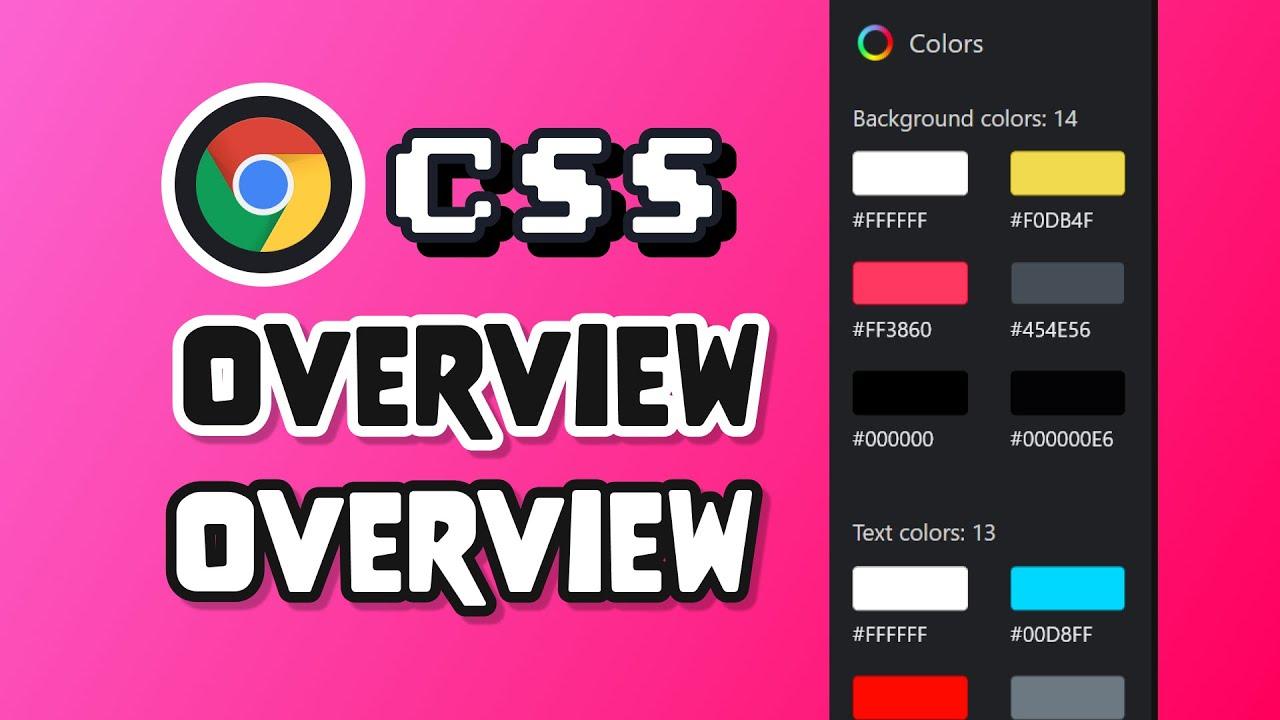 CSS
OVERVIEW
OVERVIEW
Colors
Background colors: 14
#FFFFFF #F0DB4F
#FF3860 #454E56
#000000 #000000E6
Text colors: 13
#FFFFFF #00D8FF